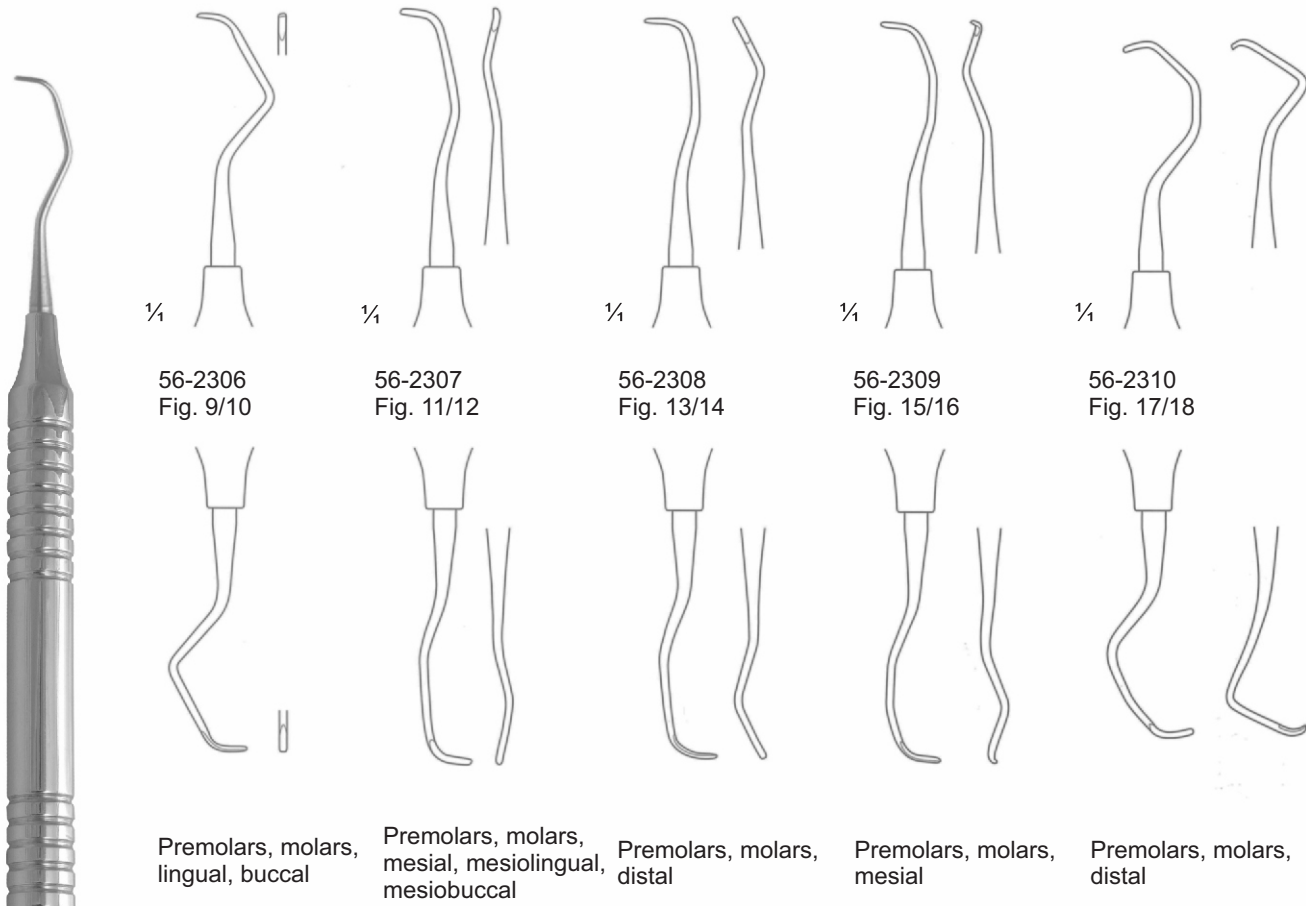 ¹⁄₁
¹⁄₁
¹⁄₁
¹⁄₁
¹⁄₁
56-2306
Fig. 9/10
56-2307
Fig. 11/12
56-2308
Fig. 13/14
56-2309
Fig. 15/16
56-2310
Fig. 17/18
Premolars, molars,
lingual, buccal
Premolars, molars,
mesial, mesiolingual,
mesiobuccal
Premolars, molars,
distal
Premolars, molars,
mesial
Premolars, molars,
distal